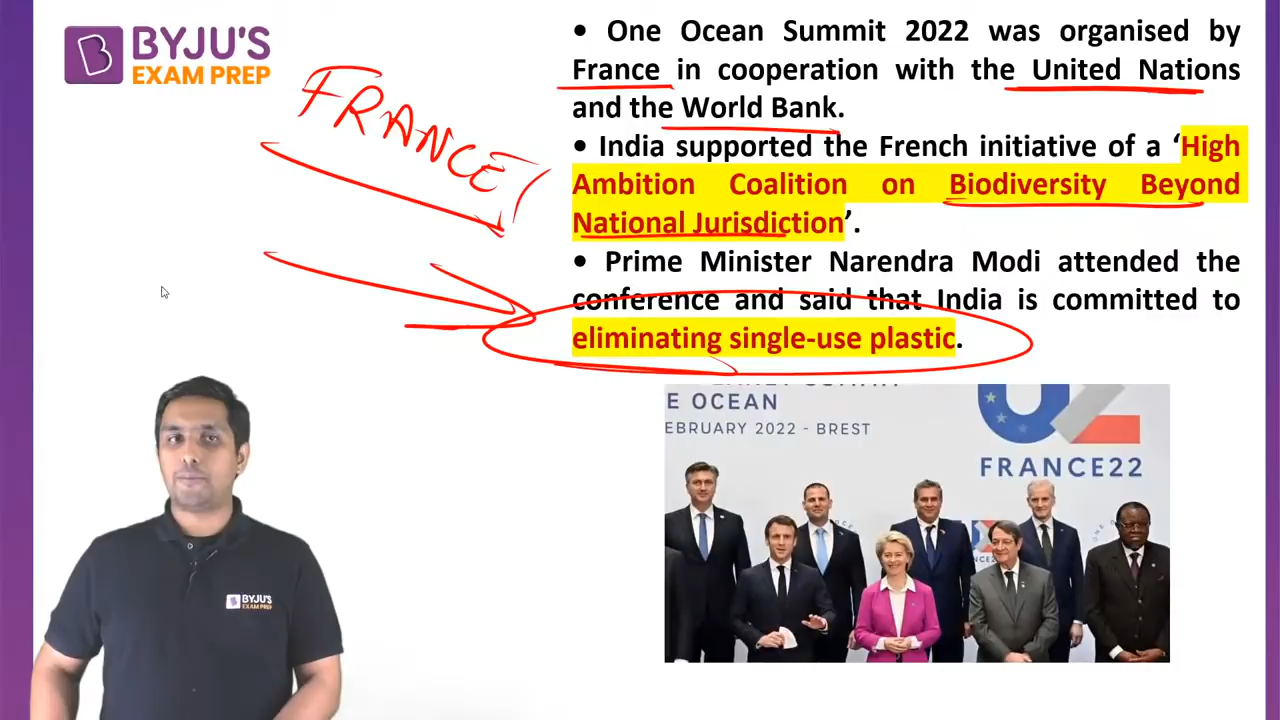 BYJU'S
EXAM PREP
FRANCE
• One Ocean Summit 2022 was organised by
France in cooperation with the United Nations
and the World Bank.
• India supported the French initiative of a ‘High
Ambition Coalition on Biodiversity Beyond
National Jurisdiction’.
• Prime Minister Narendra Modi attended the
conference and said that India is committed to
eliminating single-use plastic.
E OCEAN
EBRUARY 2022 - BREST
FRANCE22
BYJU'S
EXAM PREP